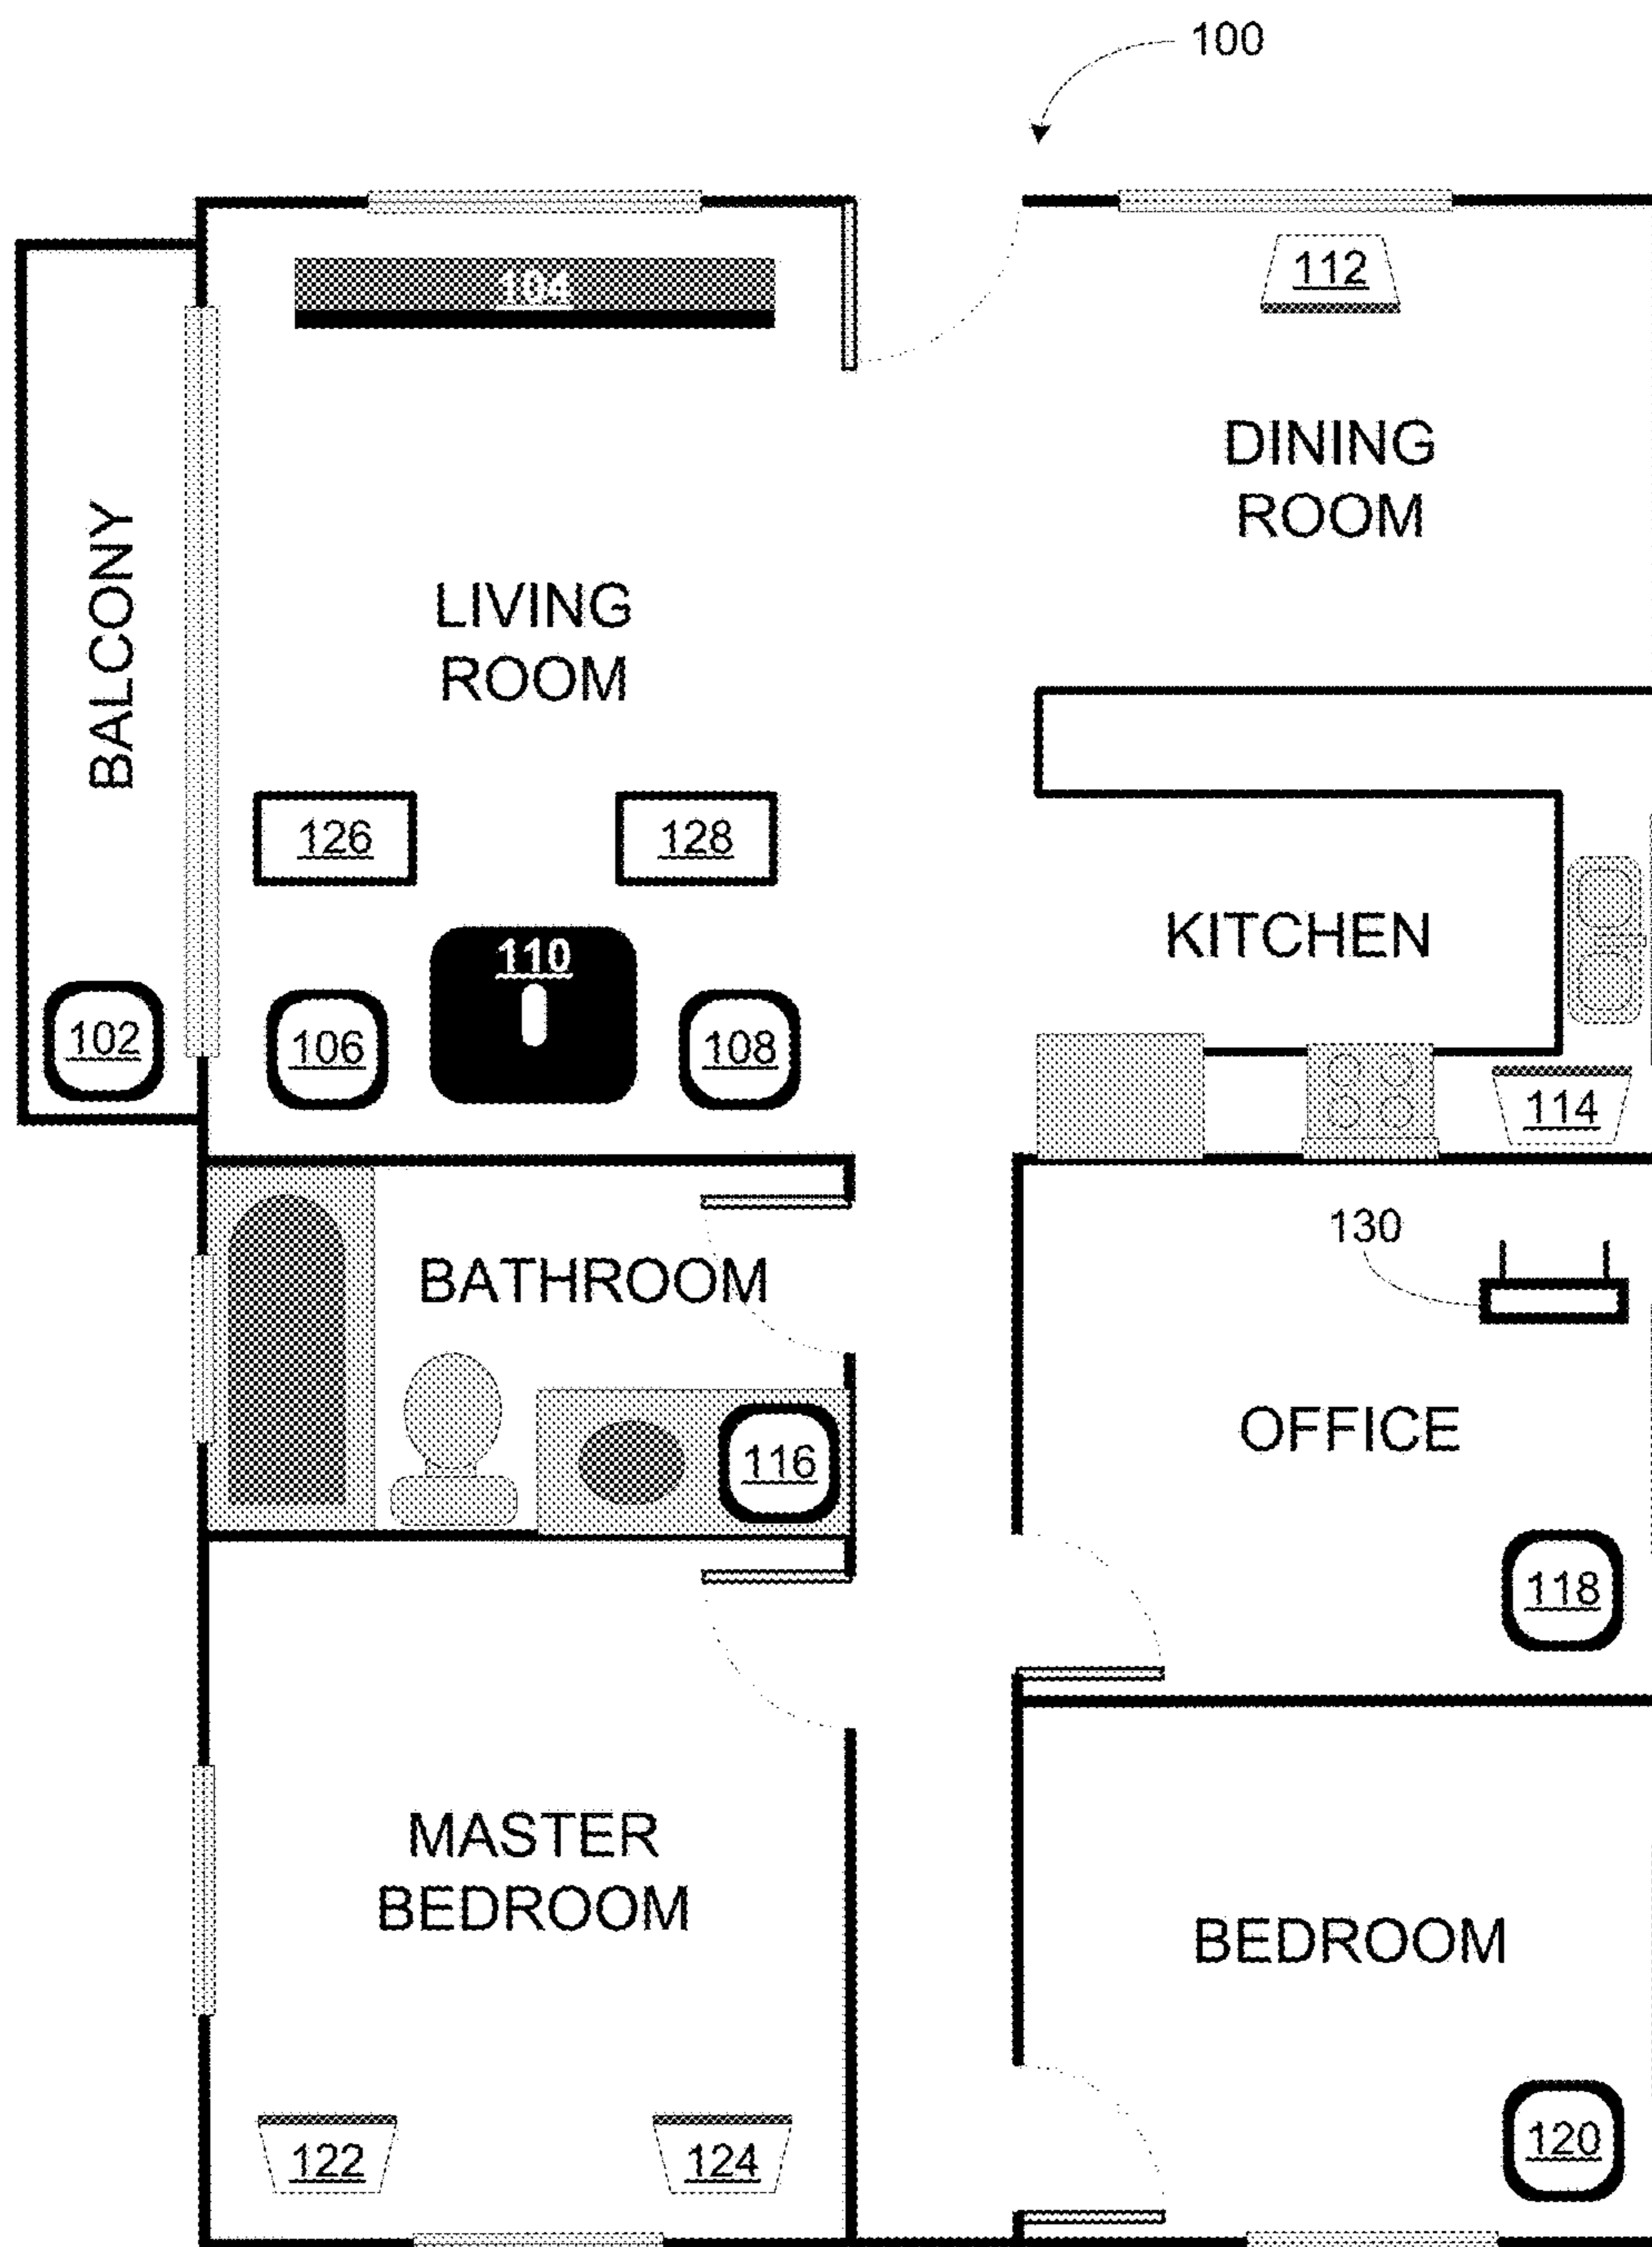 100
104
112
DINING
ROOM
BALCONY
LIVING
ROOM
126
128
KITCHEN
110
102
106
108
114
BATHROOM
130
OFFICE
116
118
MASTER
BEDROOM
BEDROOM
122
124
120